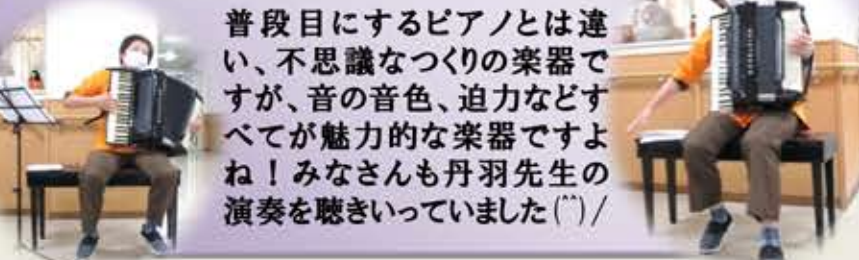 普段目にするピアノとは違
い、不思議なつくりの楽器で
すが、音の音色、迫力などす
べてが魅力的な楽器ですよ
ね！みなさんも丹羽先生の
演奏を聴きいっていました(^^)/